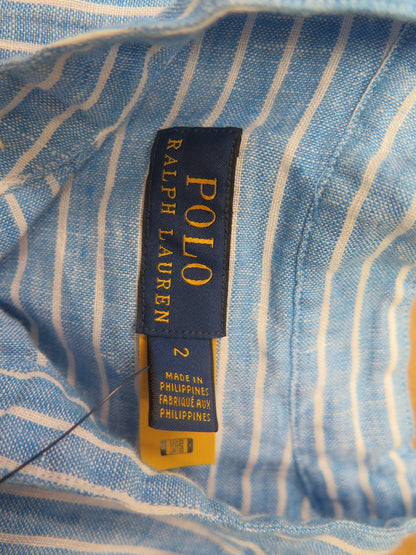 POLO
RALPH LAUREN
2
MADE IN
PHILIPPINES
FABRIQUÉ AUX
PHILIPPINES